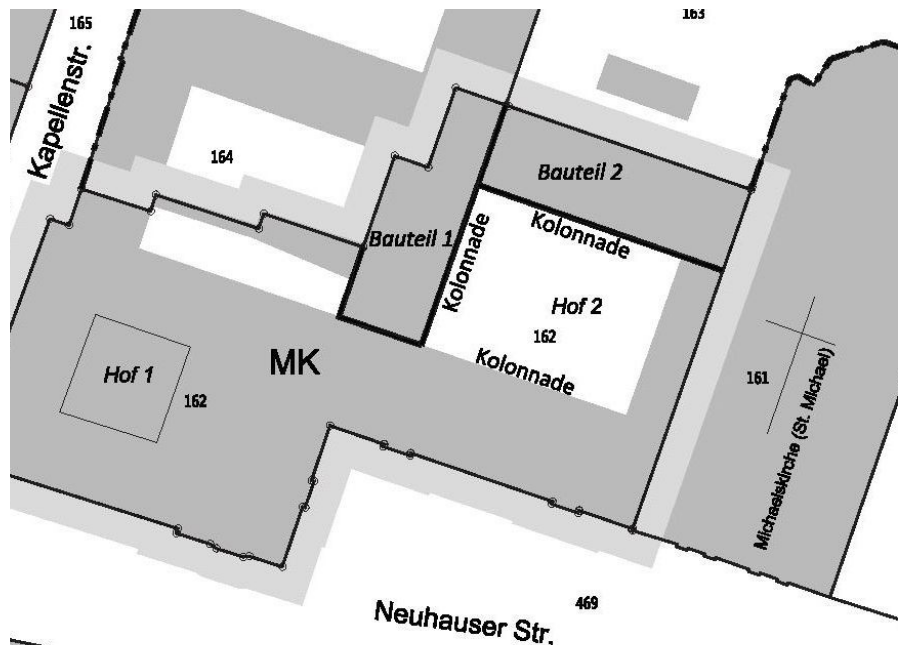 165
163
Kapellenstr.
164
Bauteil 2
Bauteil 1
Kolonnade
Kolonnade
Hof 2
162
Kolonnade
MK
Hof 1
162
161
Michaelskirche (St. Michael)
469
Neuhauser Str.